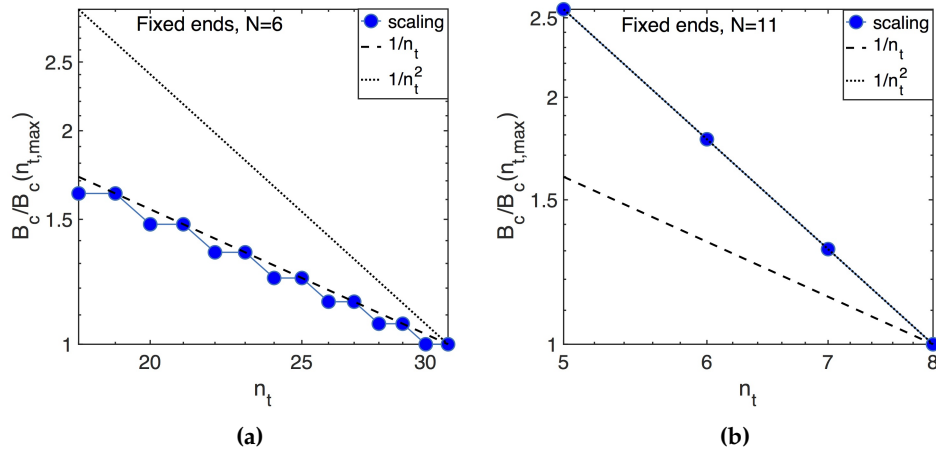 Fixed ends, N=6
scaling
1/n_t
1/n_t^2
B_c/B_c(n_{t,max})
2.5
2
1.5
1
20
25
30
n_t
(a)
Fixed ends, N=11
scaling
1/n_t
1/n_t^2
B_c/B_c(n_{t,max})
2.5
2
1.5
1
5
6
7
8
n_t
(b)